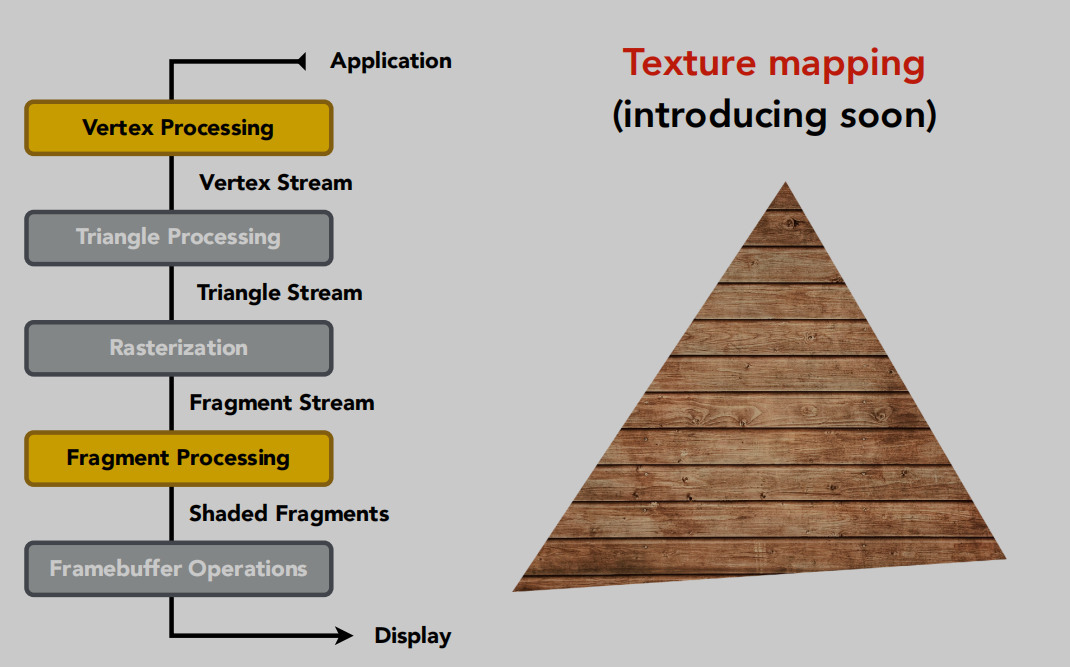 Application
Vertex Processing
Vertex Stream
Triangle Processing
Triangle Stream
Rasterization
Fragment Stream
Fragment Processing
Shaded Fragments
Framebuffer Operations
Display
Texture mapping
(introducing soon)